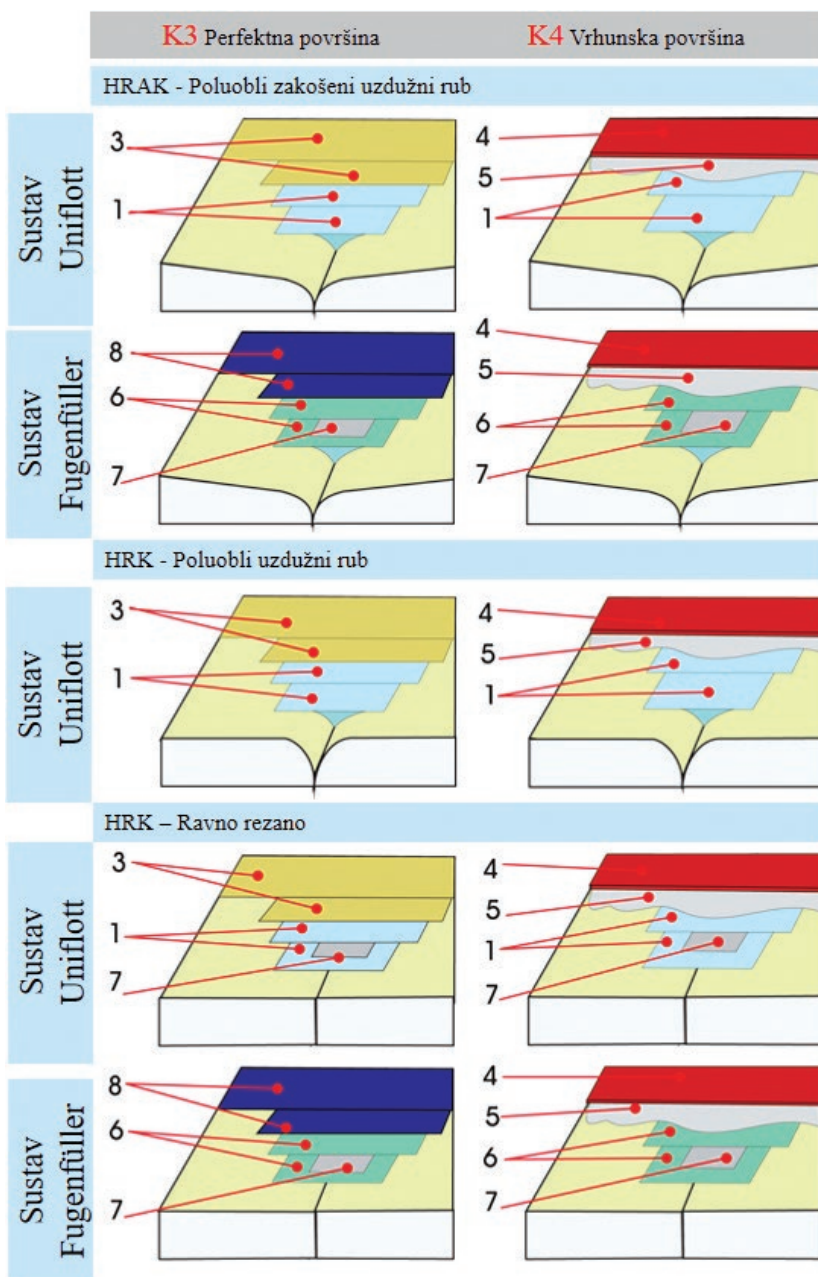 K3 Perfektna površina
K4 Vrhunska površina
HRAK - Poluobli zakošeni uzdužni rub
Sustav
Uniflott
3
1
4
5
1
Sustav
Fugenfüller
8
6
7
4
5
6
7
HRK - Poluobli uzdužni rub
Sustav
Uniflott
3
1
4
5
1
HRK – Ravno rezano
Sustav
Uniflott
3
1
7
4
5
1
7
Sustav
Fugenfüller
8
6
7
4
5
6
7